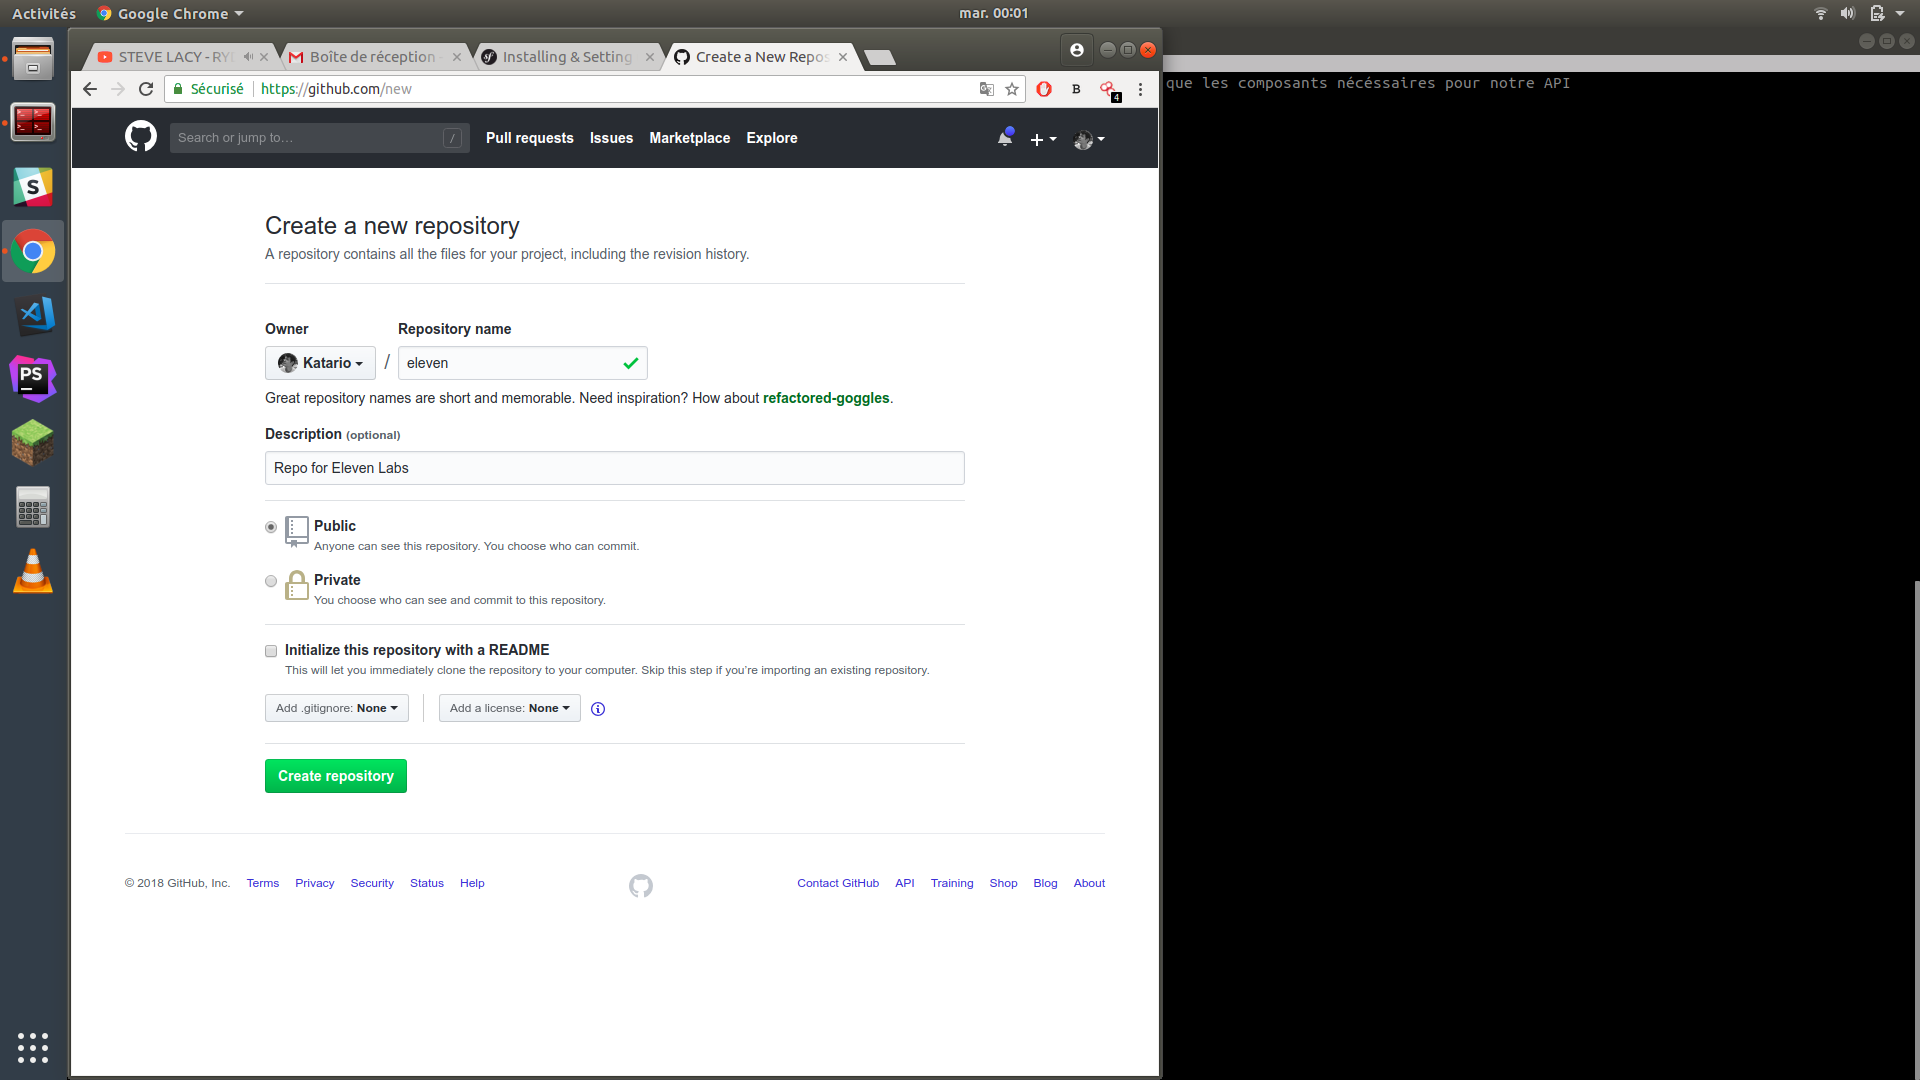 Activités Google Chrome mar. 00:01
STEVE LACY - RY Boîte de réception Installing & Setting Create a New Repos
Sécurisé https://github.com/new B 4
que les composants nécéssaires pour notre API
Search or jump to… / Pull requests Issues Marketplace Explore
S
PS
Create a new repository
A repository contains all the files for your project, including the revision history.
Owner Repository name
Katario / eleven
Great repository names are short and memorable. Need inspiration? How about refactored-goggles.
Description (optional)
Repo for Eleven Labs
Public
Anyone can see this repository. You choose who can commit.
Private
You choose who can see and commit to this repository.
Initialize this repository with a README
This will let you immediately clone the repository to your computer. Skip this step if you're importing an existing repository.
Add .gitignore: None Add a license: None
Create repository
© 2018 GitHub, Inc. Terms Privacy Security Status Help Contact GitHub API Training Shop Blog About